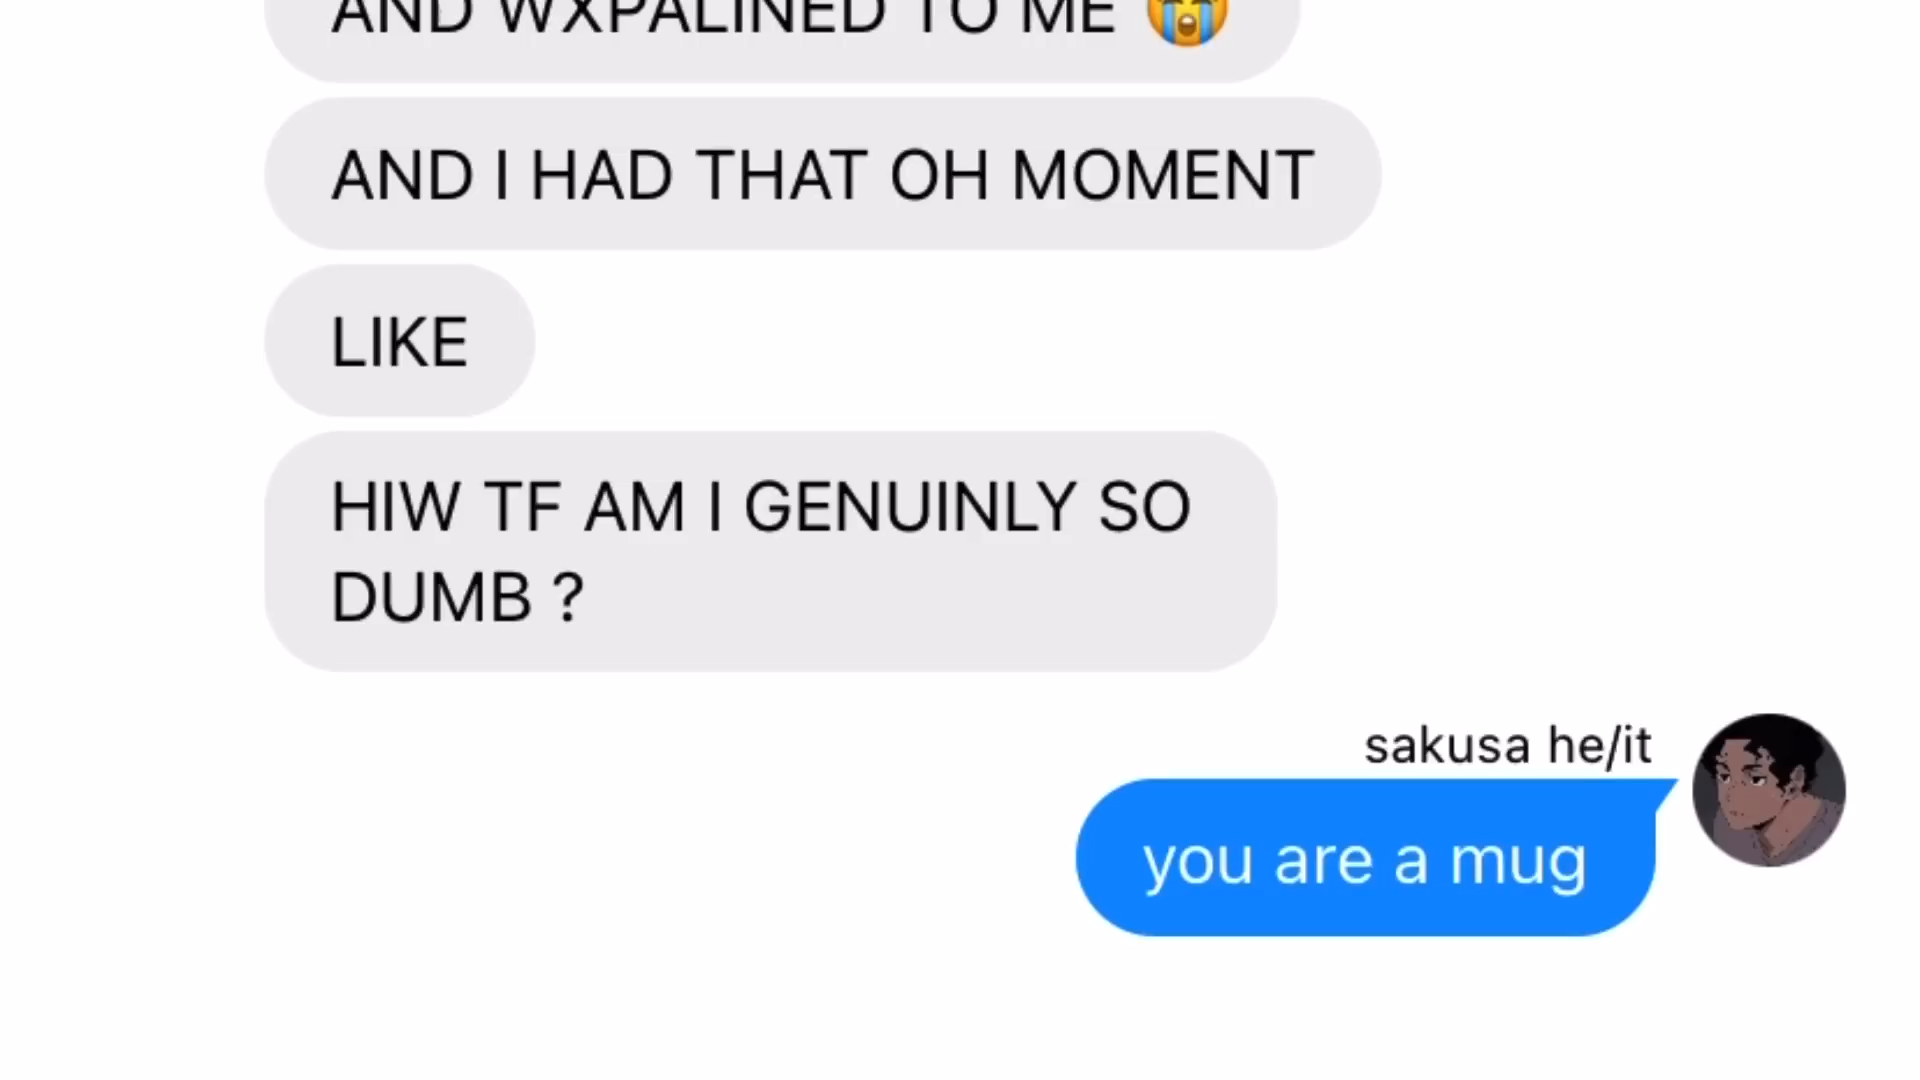 AND WXPALINED TO ME 😭
AND I HAD THAT OH MOMENT
LIKE
HIW TF AM I GENUINLY SO
DUMB ?
sakusa he/it
you are a mug